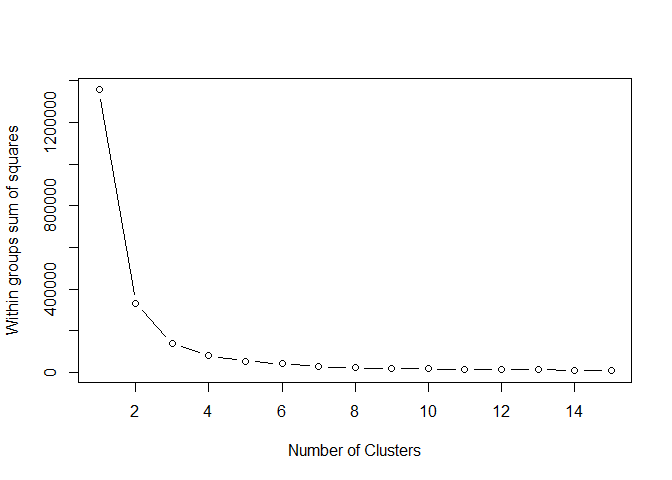 Within groups sum of squares
1200000
800000
400000
0
2 4 6 8 10 12 14
Number of Clusters